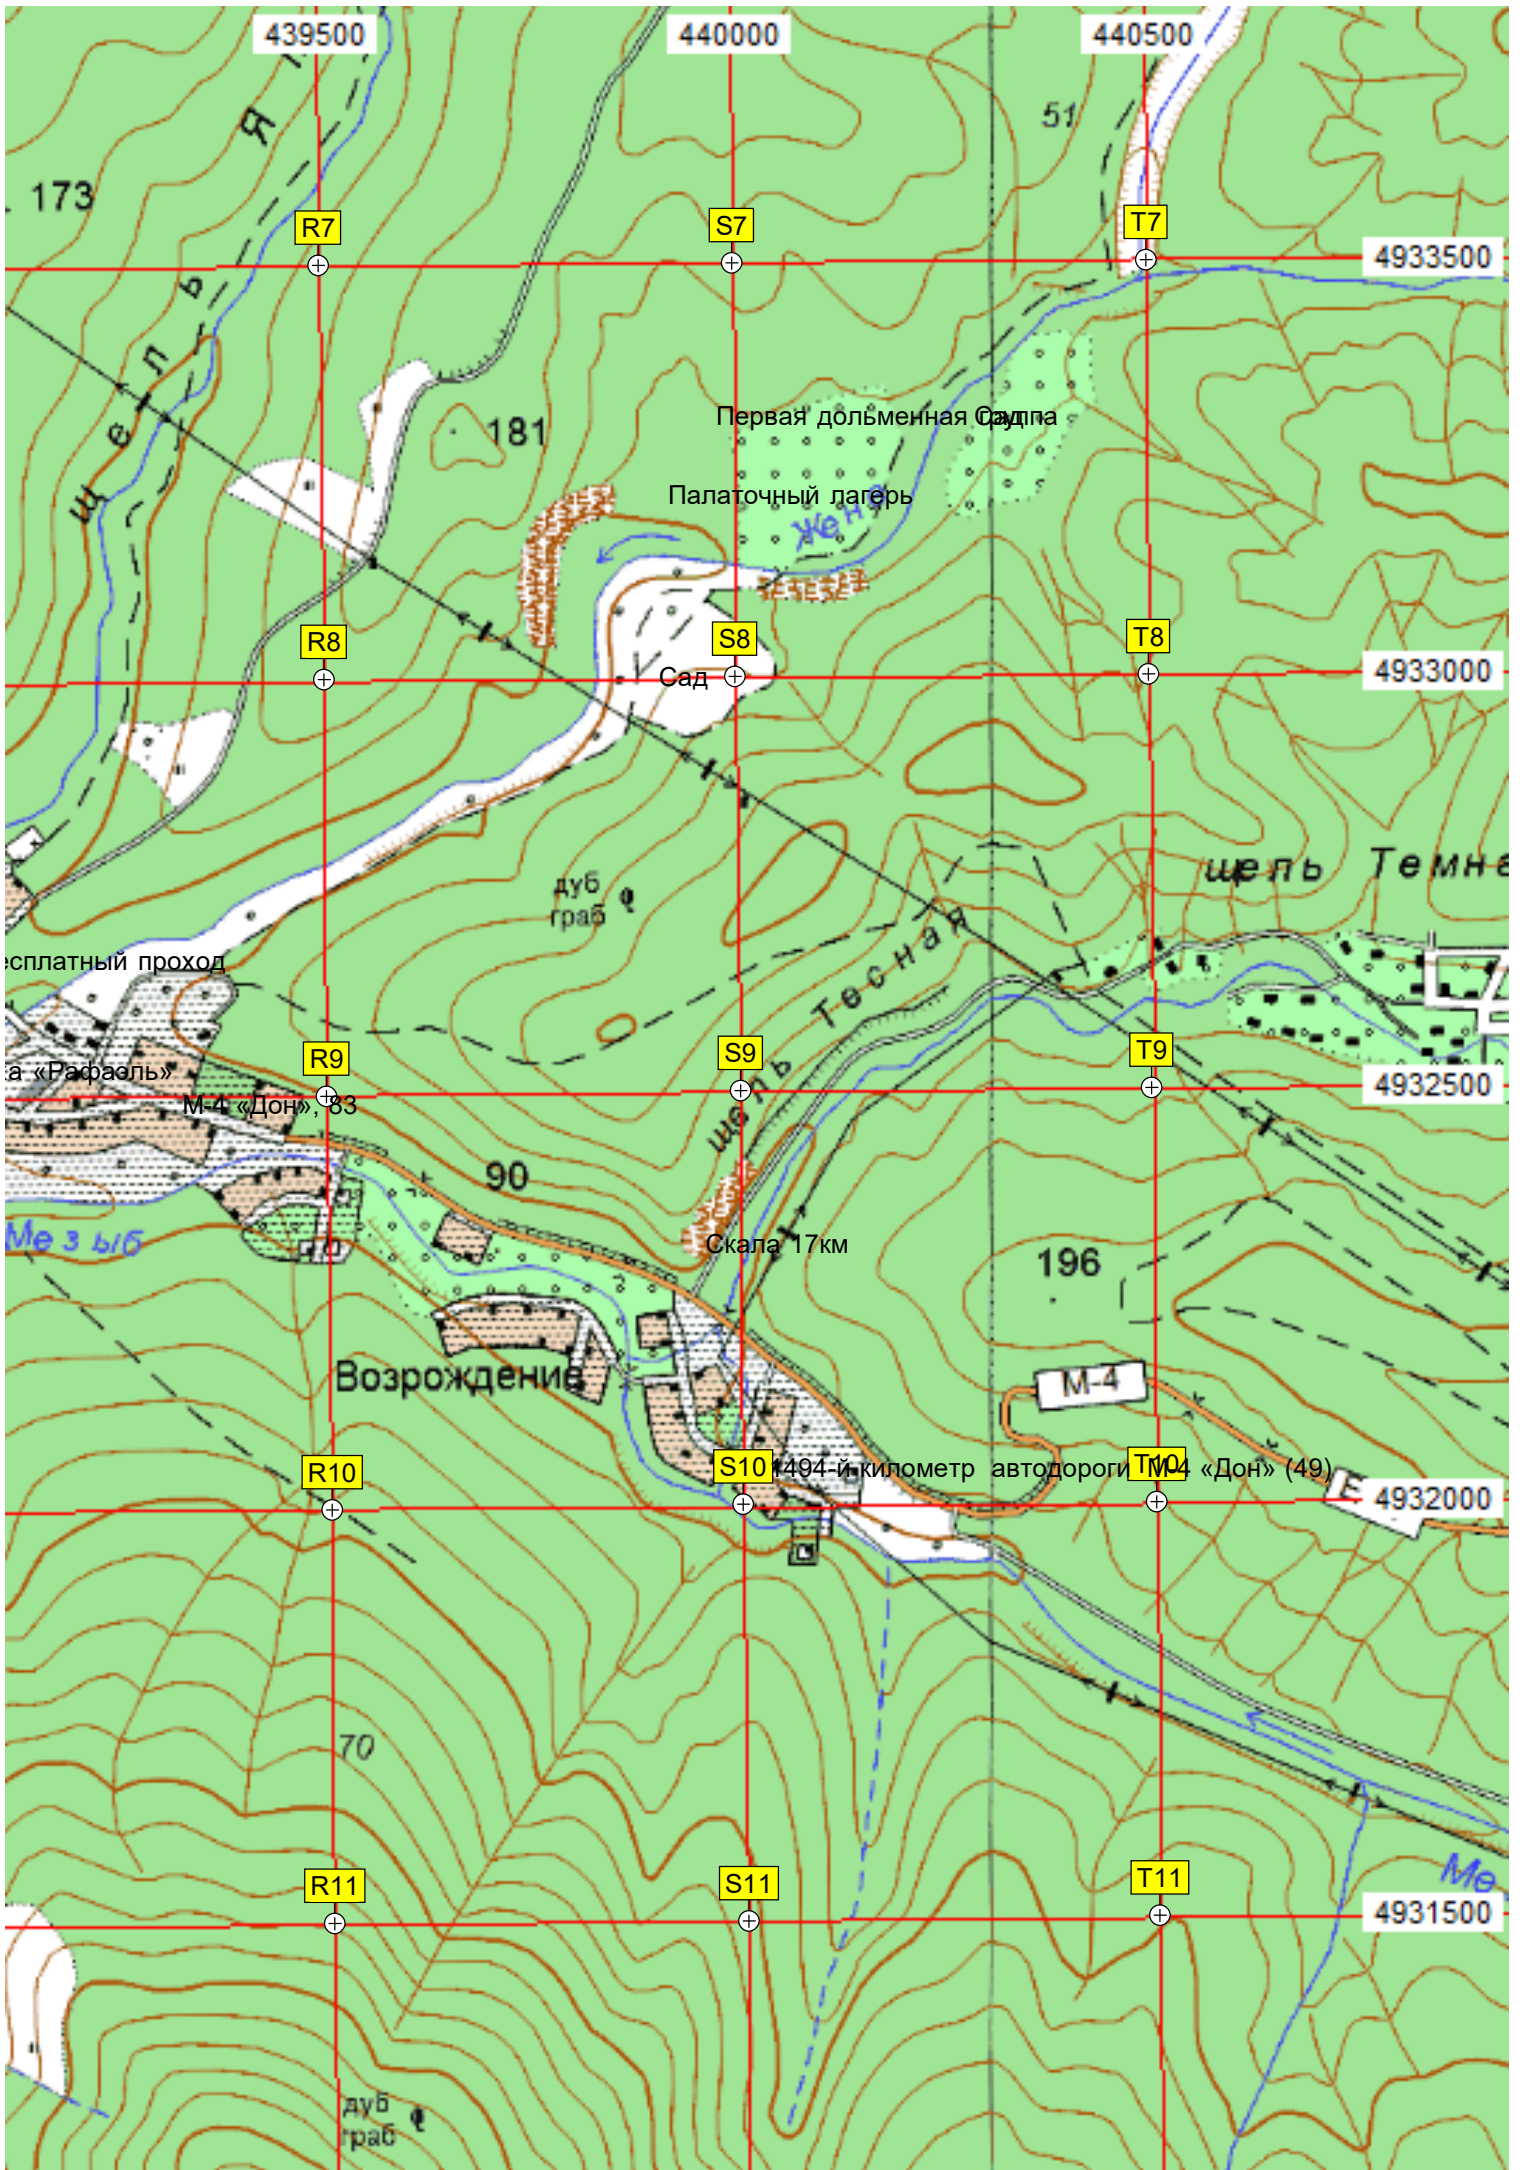 439500
440000
440500
51
173
R7
S7
T7
4933500
щель
Я
181
Первая дольменная группа
Сад
Палаточный лагерь
Жене
R8
S8
T8
4933000
Сад
дуб
граб
щель Темна
щель Тесная
есплатный проход
R9
S9
T9
4932500
а «Рафаэль»
М-4 «Дон», 83
90
Мезыб
Скала 17км
196
Возрождение
М-4
R10
S10
T10
1494-й километр автодороги М-4 «Дон» (49)
E
4932000
70
Ме
R11
S11
T11
4931500
дуб
граб